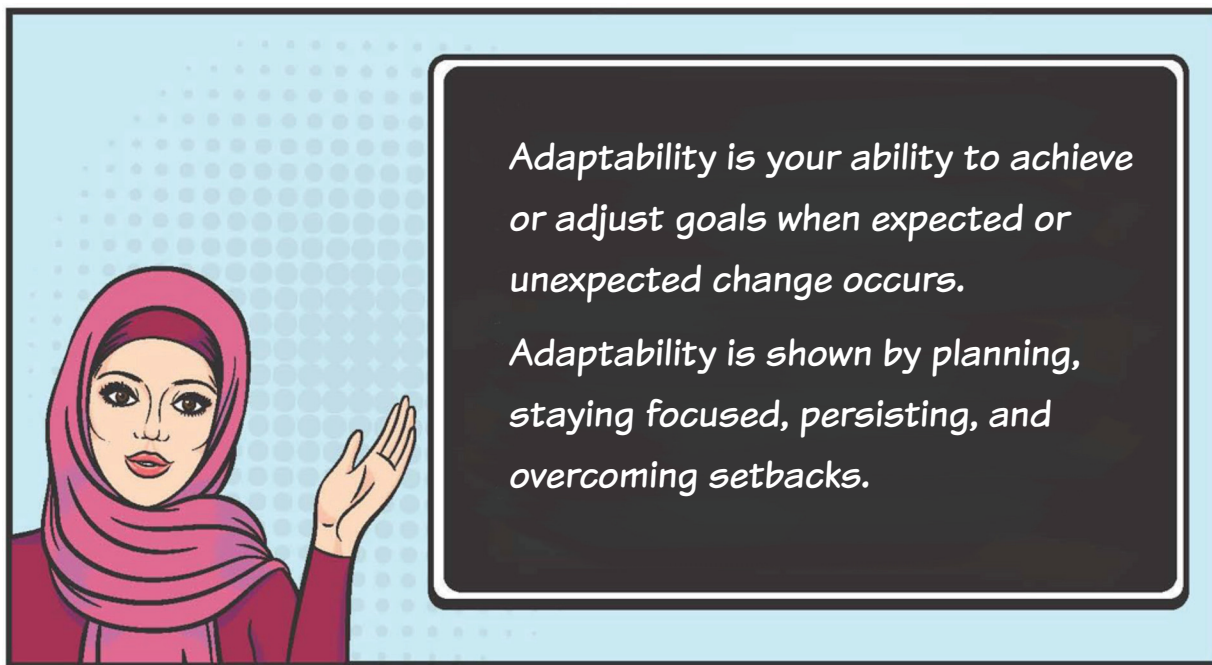 Adaptability is your ability to achieve
or adjust goals when expected or
unexpected change occurs.
Adaptability is shown by planning,
staying focused, persisting, and
overcoming setbacks.